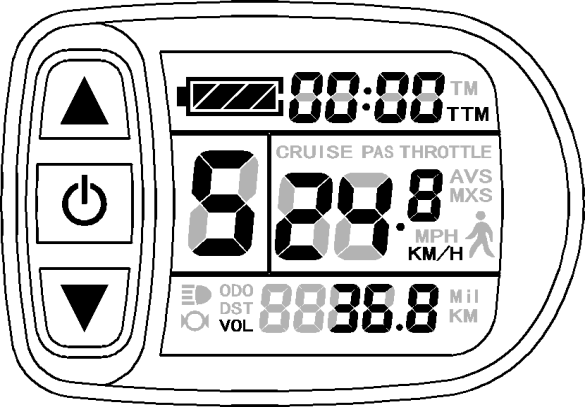 00:00 TM
TTM
CRUISE PAS THROTTLE
5 24.8 AVS
MXS
MPH
KM/H
ODO
DST
VOL 36.8 Mil
KM